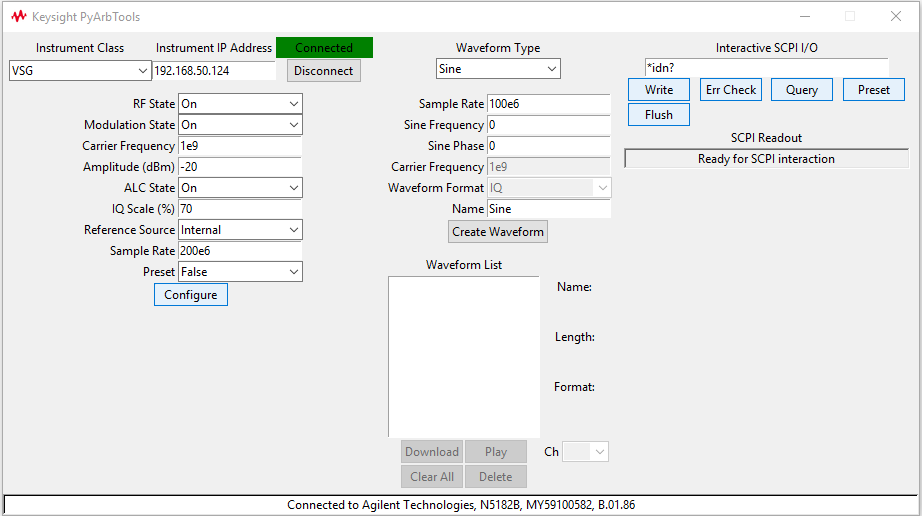 Keysight PyArbTools
Instrument Class
Instrument IP Address
Connected
VSG
192.168.50.124
Disconnect
RF State On
Modulation State On
Carrier Frequency 1e9
Amplitude (dBm) -20
ALC State On
IQ Scale (%) 70
Reference Source Internal
Sample Rate 200e6
Preset False
Configure
Waveform Type
Sine
Sample Rate 100e6
Sine Frequency 0
Sine Phase 0
Carrier Frequency 1e9
Waveform Format IQ
Name Sine
Create Waveform
Waveform List
Name:
Length:
Format:
Download Play Ch
Clear All Delete
Interactive SCPI I/O
*idn?
Write Err Check Query Preset
Flush
SCPI Readout
Ready for SCPI interaction
Connected to Agilent Technologies, N5182B, MY59100582, B.01.86